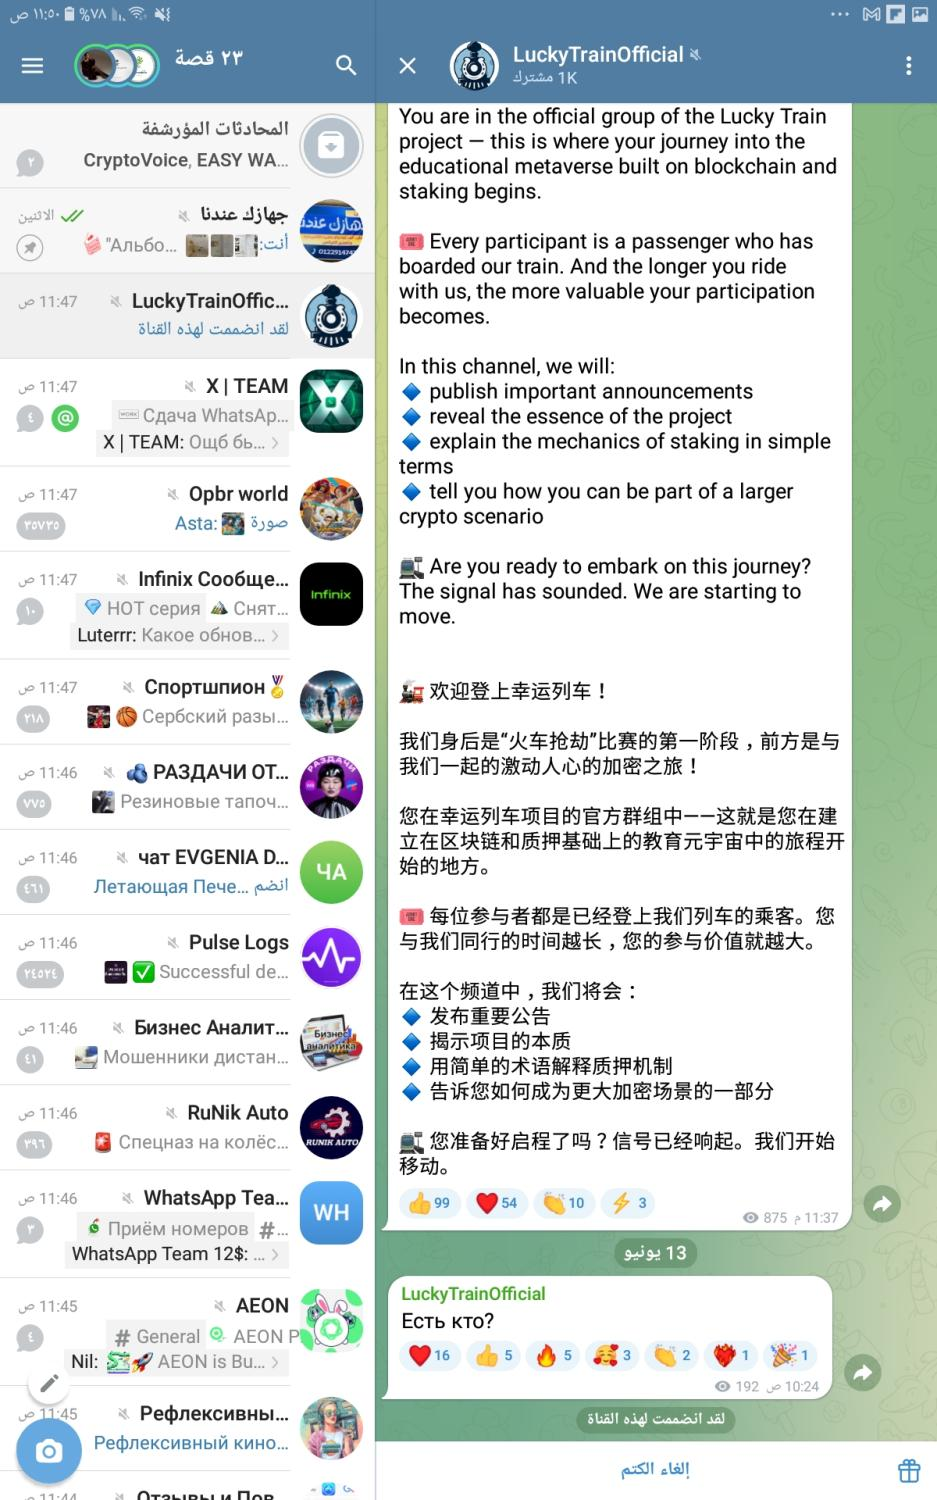 ١١:٥٠ ص
%٧٨
٢٣ قصة
المحادثات المؤرشفة
CryptoVoice, EASY WA...
٢
جهازك عندنا
الاثنين
أنت: "Альбо...
LuckyTrainOffic...
11:47 ص
لقد انضممت لهذه القناة
X | TEAM
11:47 ص
Сдача WhatsAp...
٤
@
X | TEAM: Ощб бь...
Opbr world
11:47 ص
Asta: صورة
٣٥٧٣٥
Infinix Сообще...
11:47 ص
Infinix
HOT серия
Снят...
١٠
Luterrr: Какое обнов...
Спортшпион
11:47 ص
Сербский разы...
٢١٨
РАЗДАЧИ ОТ...
11:46 ص
РАЗДАЧИ
Резиновые тапоч...
٧٧٥
чат EVGENIA D...
11:46 ص
ЧА
Летающая Пече... انضم
٤٦١
Pulse Logs
11:46 ص
Successful de...
٢٤٥٢٤
Бизнес Аналит...
11:46 ص
Бизнес
аналитика
Мошенники дистан...
٤١
RuNik Auto
11:46 ص
RUNIK AUTO
Спецназ на колёс...
٣٩٦
WhatsApp Tea...
11:46 ص
WH
Приём номеров
#...
٣
WhatsApp Team 12$: ...
AEON
11:45 ص
# General
AEON P
٤
Nil: AEON is Bu...
Рефлексивны...
11:45 ص
Рефлексивный кино...
Отзывы и Пов...
11:44 ص
LuckyTrainOfficial
1K مشترك
You are in the official group of the Lucky Train
project — this is where your journey into the
educational metaverse built on blockchain and
staking begins.
Every participant is a passenger who has
boarded our train. And the longer you ride
with us, the more valuable your participation
becomes.
In this channel, we will:
publish important announcements
reveal the essence of the project
explain the mechanics of staking in simple
terms
tell you how you can be part of a larger
crypto scenario
Are you ready to embark on this journey?
The signal has sounded. We are starting to
move.
欢迎登上幸运列车！
我们身后是“火车抢劫”比赛的第一阶段，前方是与
我们一起的激动人心的加密之旅！
您在幸运列车项目的官方群组中——这就是您在建
立在区块链和质押基础上的教育元宇宙中的旅程开
始的地方。
每位参与者都是已经登上我们列车的乘客。您
与我们同行的时间越长，您的参与价值就越大。
在这个频道中，我们将会：
发布重要公告
揭示项目的本质
用简单的术语解释质押机制
告诉您如何成为更大加密场景的一部分
您准备好启程了吗？信号已经响起。我们开始
移动。
99
54
10
3
875
11:37 م
13 يونيو
LuckyTrainOfficial
Есть кто?
16
5
5
3
2
1
1
192
10:24 ص
لقد انضممت لهذه القناة
إلغاء الكتم